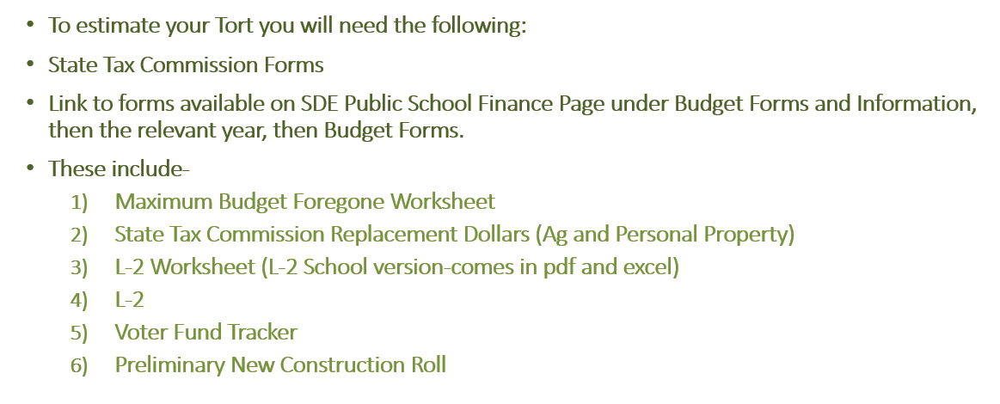 • To estimate your Tort you will need the following:
• State Tax Commission Forms
• Link to forms available on SDE Public School Finance Page under Budget Forms and Information,
then the relevant year, then Budget Forms.
• These include-
1) Maximum Budget Foregone Worksheet
2) State Tax Commission Replacement Dollars (Ag and Personal Property)
3) L-2 Worksheet (L-2 School version-comes in pdf and excel)
4) L-2
5) Voter Fund Tracker
6) Preliminary New Construction Roll